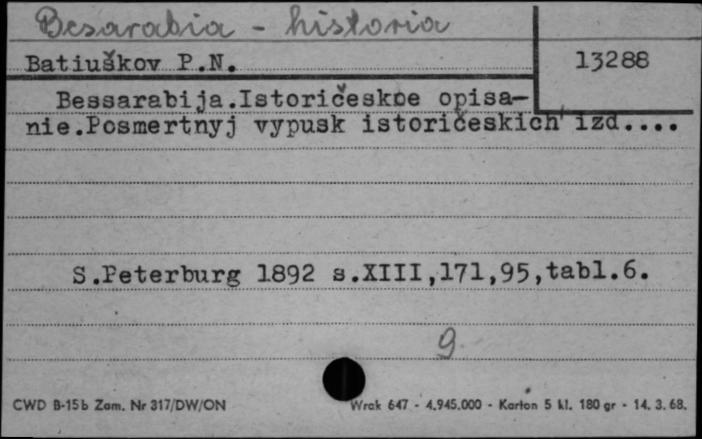 Besarabia - historia
Batiuškov P.N.
13288
Bessarabija.Istoričeskoe opisa-
nie.Posmertnyj vypusk istoričeskich izd....
S.Peterburg 1892 s.XIII,171,95,tabl.6.
9
CWD B-15b Zam. Nr 317/DW/ON
Wrak 647 - 4.945.000 - Karton 5 kl. 180 gr - 14. 3. 68.